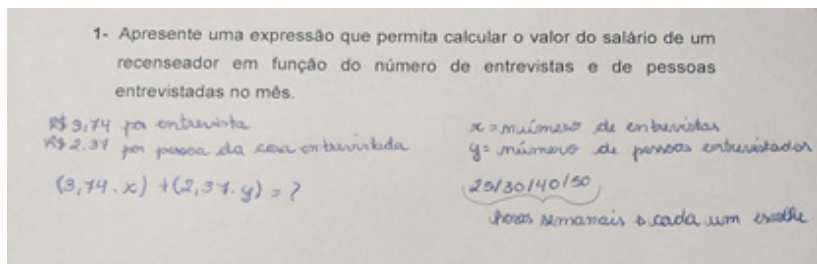 1- Apresente uma expressão que permita calcular o valor do salário de um
recenseador em função do número de entrevistas e de pessoas
entrevistadas no mês.
R$ 3,74 por entrevista
R$ 2.37 por pessoa da casa entrevistada
(3,74 . x) + (2,37 . y) = ?
x = número de entrevistas
y = número de pessoas entrevistadas
25/30/40/50
horas semanais cada um escolhe